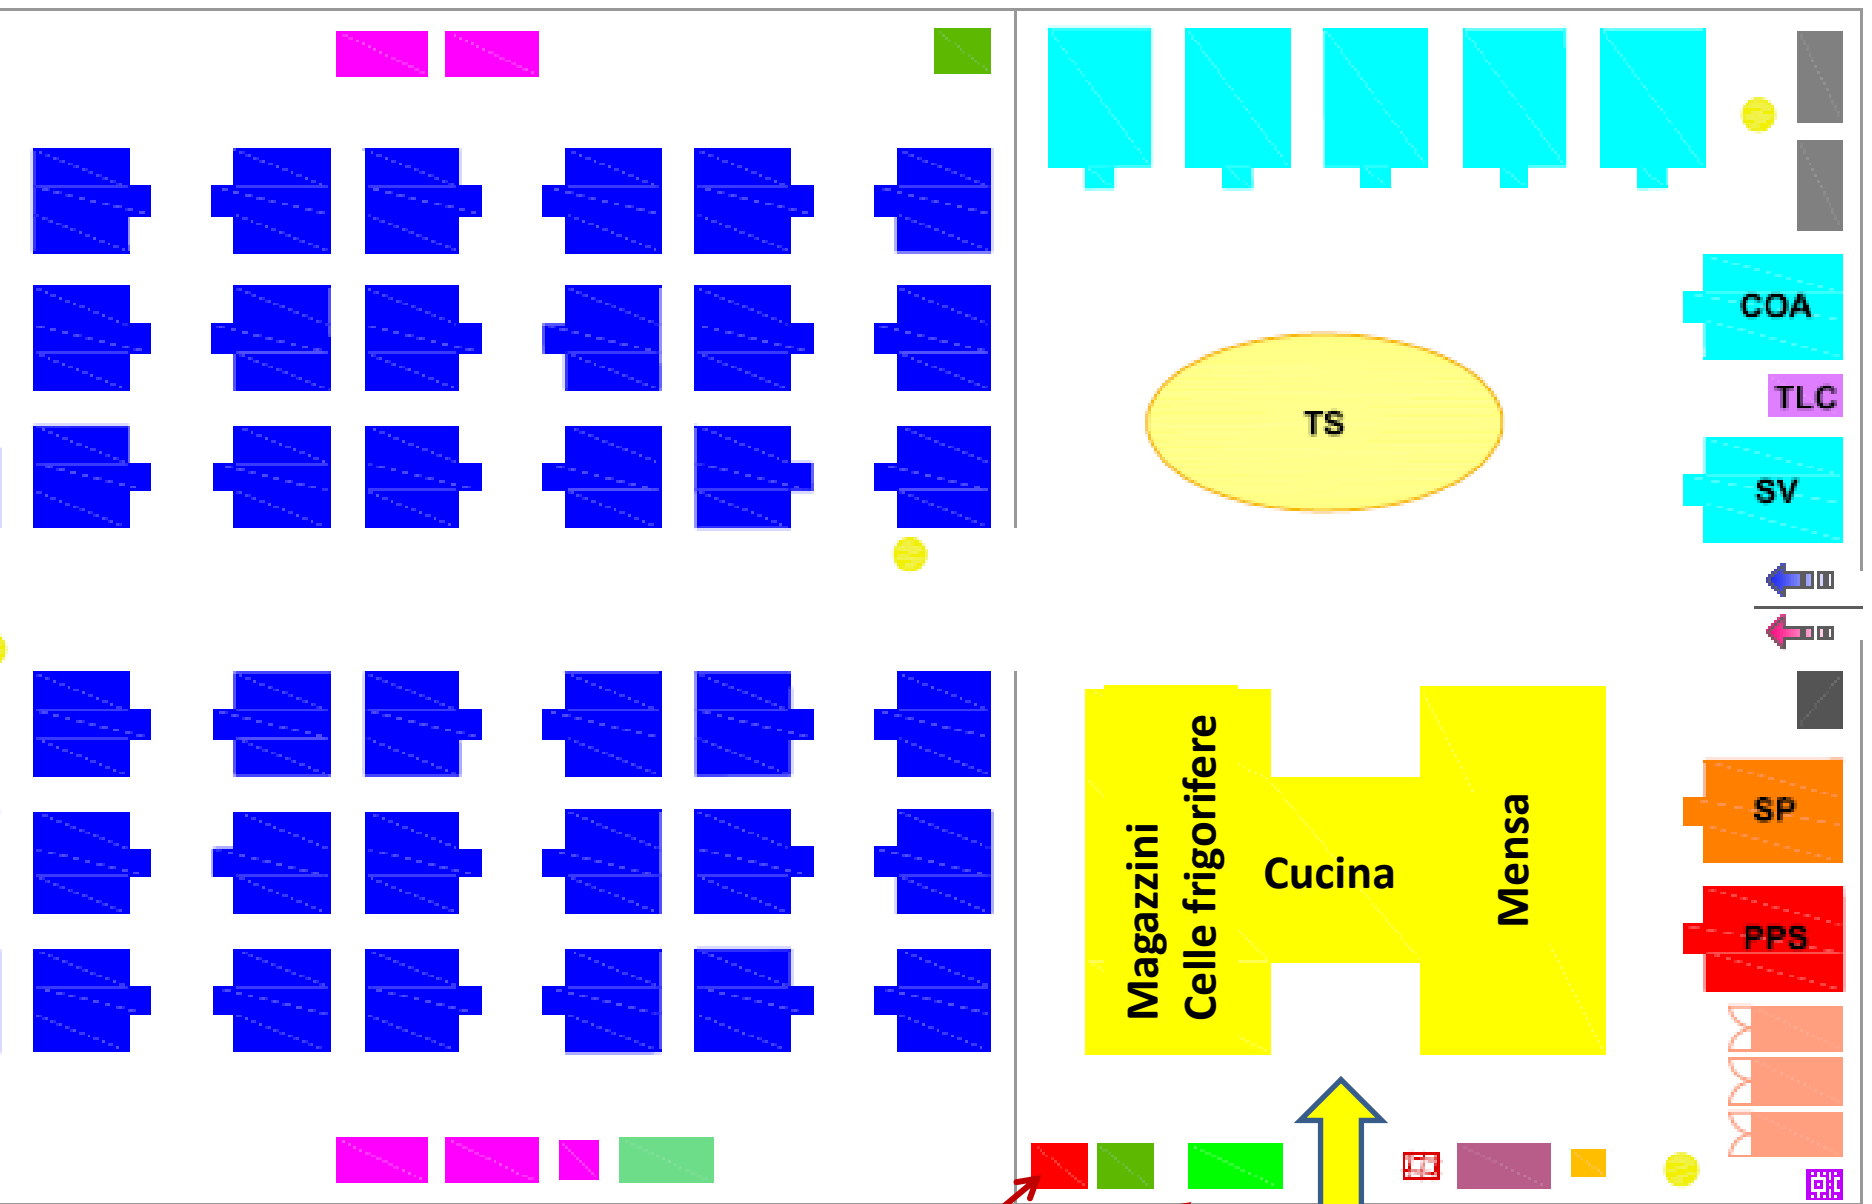 COA
TLC
TS
SV
Magazzini
Celle frigorifere
Cucina
Mensa
SP
PPS